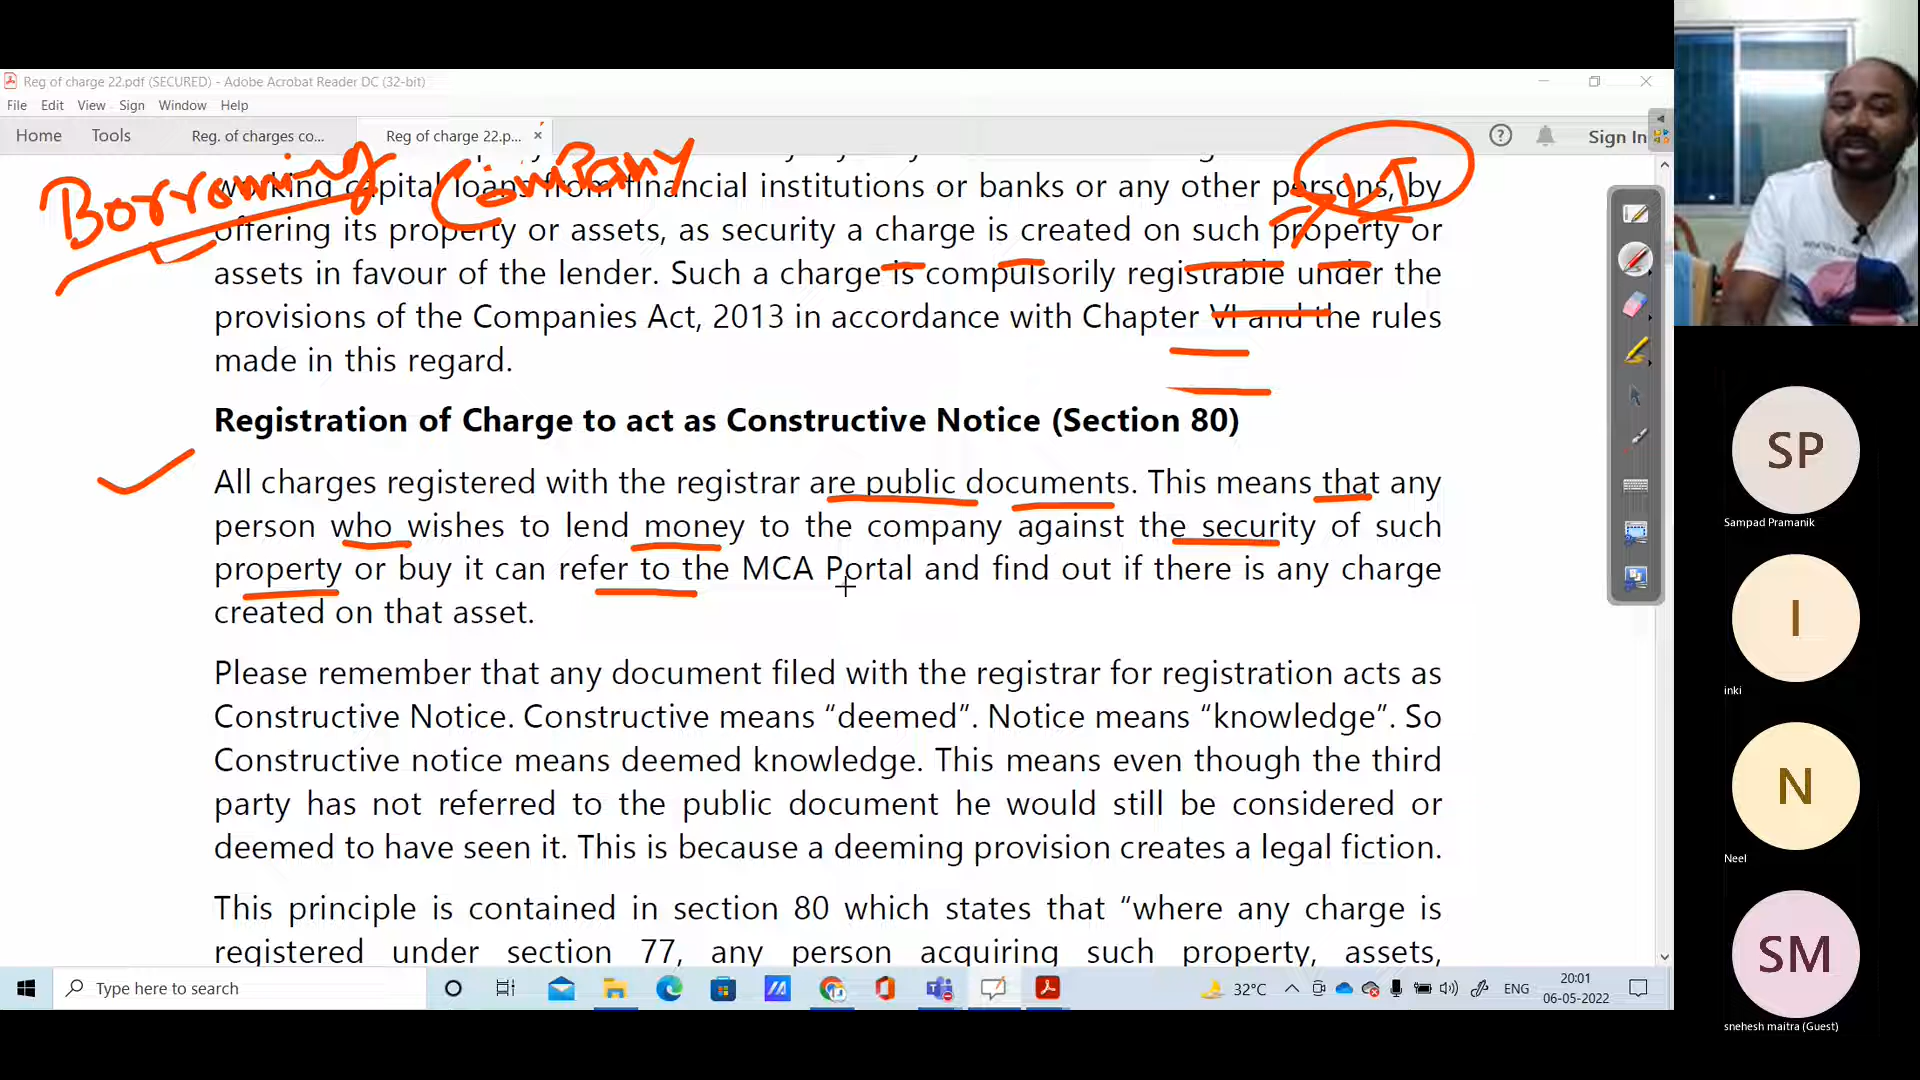 Reg of charge 22.pdf (SECURED) - Adobe Acrobat Reader DC (32-bit)
File Edit View Sign Window Help
Home Tools Reg. of charges co... Reg of charge 22.p... × Sign In
Borrowing Company
working capital loans from financial institutions or banks or any other persons, by
offering its property or assets, as security a charge is created on such property or
assets in favour of the lender. Such a charge is compulsorily registrable under the
provisions of the Companies Act, 2013 in accordance with Chapter VI and the rules
made in this regard.
Registration of Charge to act as Constructive Notice (Section 80)
All charges registered with the registrar are public documents. This means that any
person who wishes to lend money to the company against the security of such
property or buy it can refer to the MCA Portal and find out if there is any charge
created on that asset.
Please remember that any document filed with the registrar for registration acts as
Constructive Notice. Constructive means “deemed”. Notice means “knowledge”. So
Constructive notice means deemed knowledge. This means even though the third
party has not referred to the public document he would still be considered or
deemed to have seen it. This is because a deeming provision creates a legal fiction.
This principle is contained in section 80 which states that “where any charge is
registered under section 77, any person acquiring such property, assets,
Type here to search
32°C ENG 20:01
06-05-2022
SP
Sampad Pramanik
I
inki
N
Neel
SM
snehesh maitra (Guest)